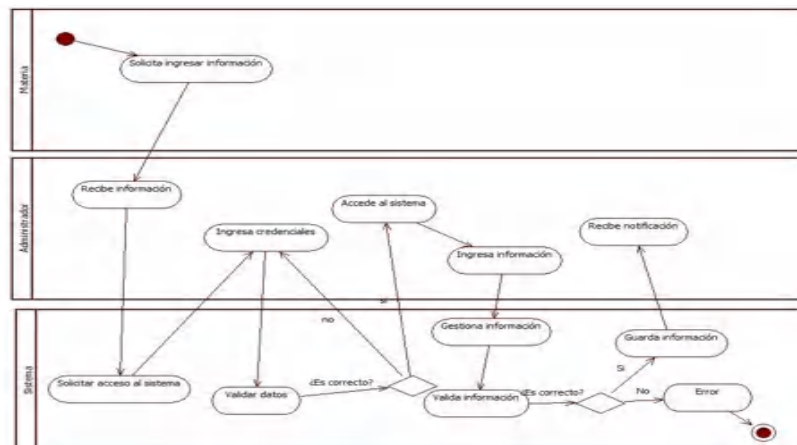 Materia
Solicita ingresar información
Administrador
Recibe información
Accede al sistema
Ingresa credenciales
Recibe notificación
Ingresa información
Sistema
si
no
Gestiona información
Guarda información
Solicitar acceso al sistema
¿Es correcto?
Validar datos
Valida información
¿Es correcto?
Si
No
Error